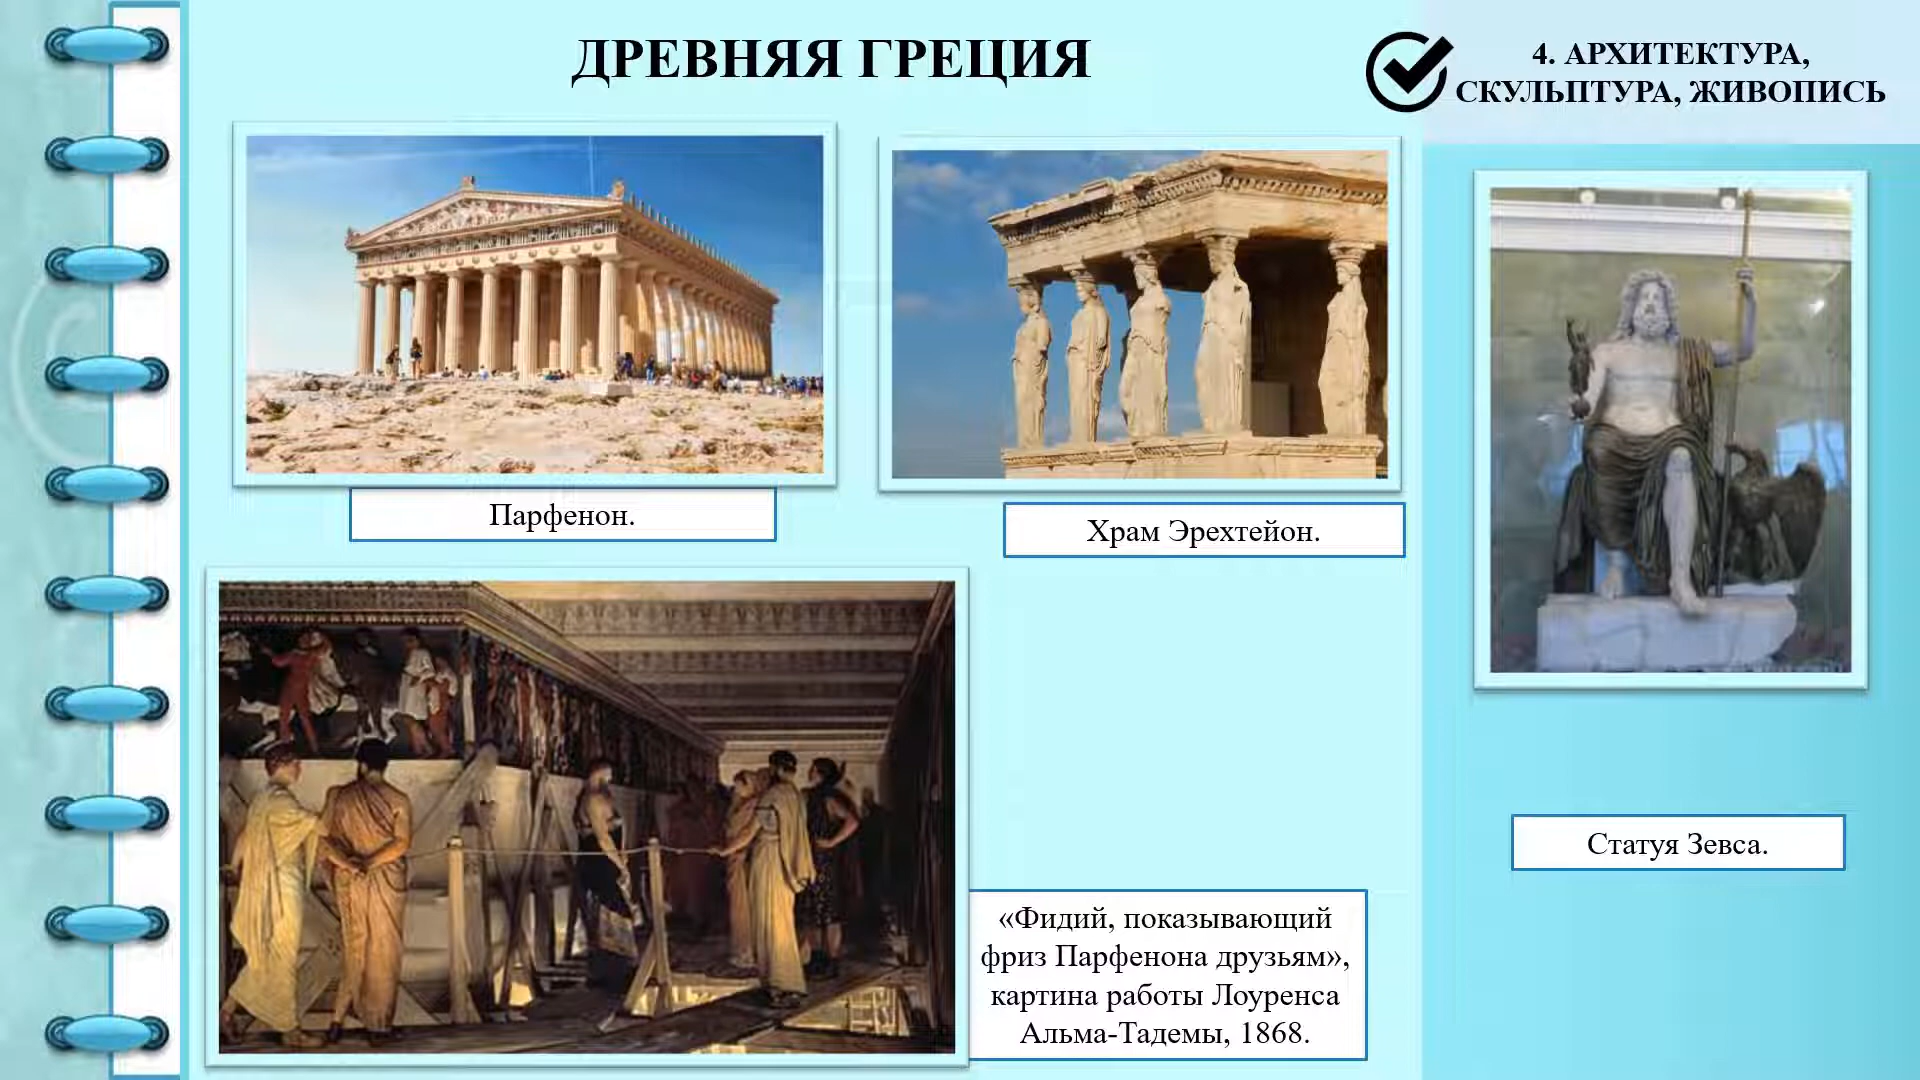 ДРЕВНЯЯ ГРЕЦИЯ
4. АРХИТЕКТУРА,
СКУЛЬПТУРА, ЖИВОПИСЬ
Парфенон.
Храм Эрехтейон.
Статуя Зевса.
«Фидий, показывающий
фриз Парфенона друзьям»,
картина работы Лоуренса
Альма-Тадемы, 1868.